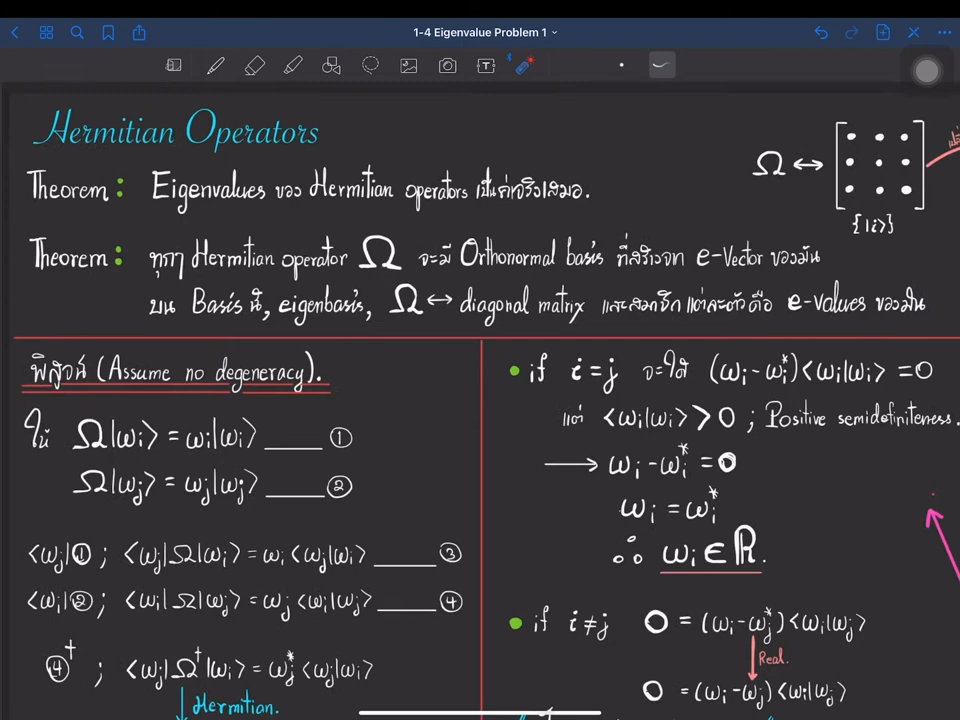 1-4 Eigenvalue Problem 1
Hermitian Operators
Theorem: Eigenvalues ของ Hermitian operators เป็นค่าจริงเสมอ.
Ω ↔ [
{|i>}
Theorem: ทุกๆ Hermitian operator Ω จะมี Orthonormal basis ที่สร้างจาก e-Vector ของมัน
บน Basis นี้, eigenbasis, Ω ↔ diagonal matrix และสมาชิกแต่ละตัวคือ e-values ของมัน
พิสูจน์ (Assume no degeneracy).
ให้ Ω|ωi> = ωi|ωi> ____ ①
Ω|ωj> = ωj|ωj> ____ ②
<ωj|① ; <ωj|Ω|ωi> = ωi <ωj|ωi> ____ ③
<ωi|② ; <ωi|Ω|ωj> = ωj <ωi|ωj> ____ ④
④† ; <ωj|Ω†|ωi> = ωj* <ωj|ωi>
Hermitian.
• if i = j จะได้ (ωi - ωi*) <ωi|ωi> = 0
แต่ <ωi|ωi> > 0 ; Positive semidefiniteness.
→ ωi - ωi* = 0
ωi = ωi*
∴ ωi ∈ ℝ.
• if i ≠ j 0 = (ωi - ωj*) <ωi|ωj>
Real.
0 = (ωi - ωj) <ωi|ωj>